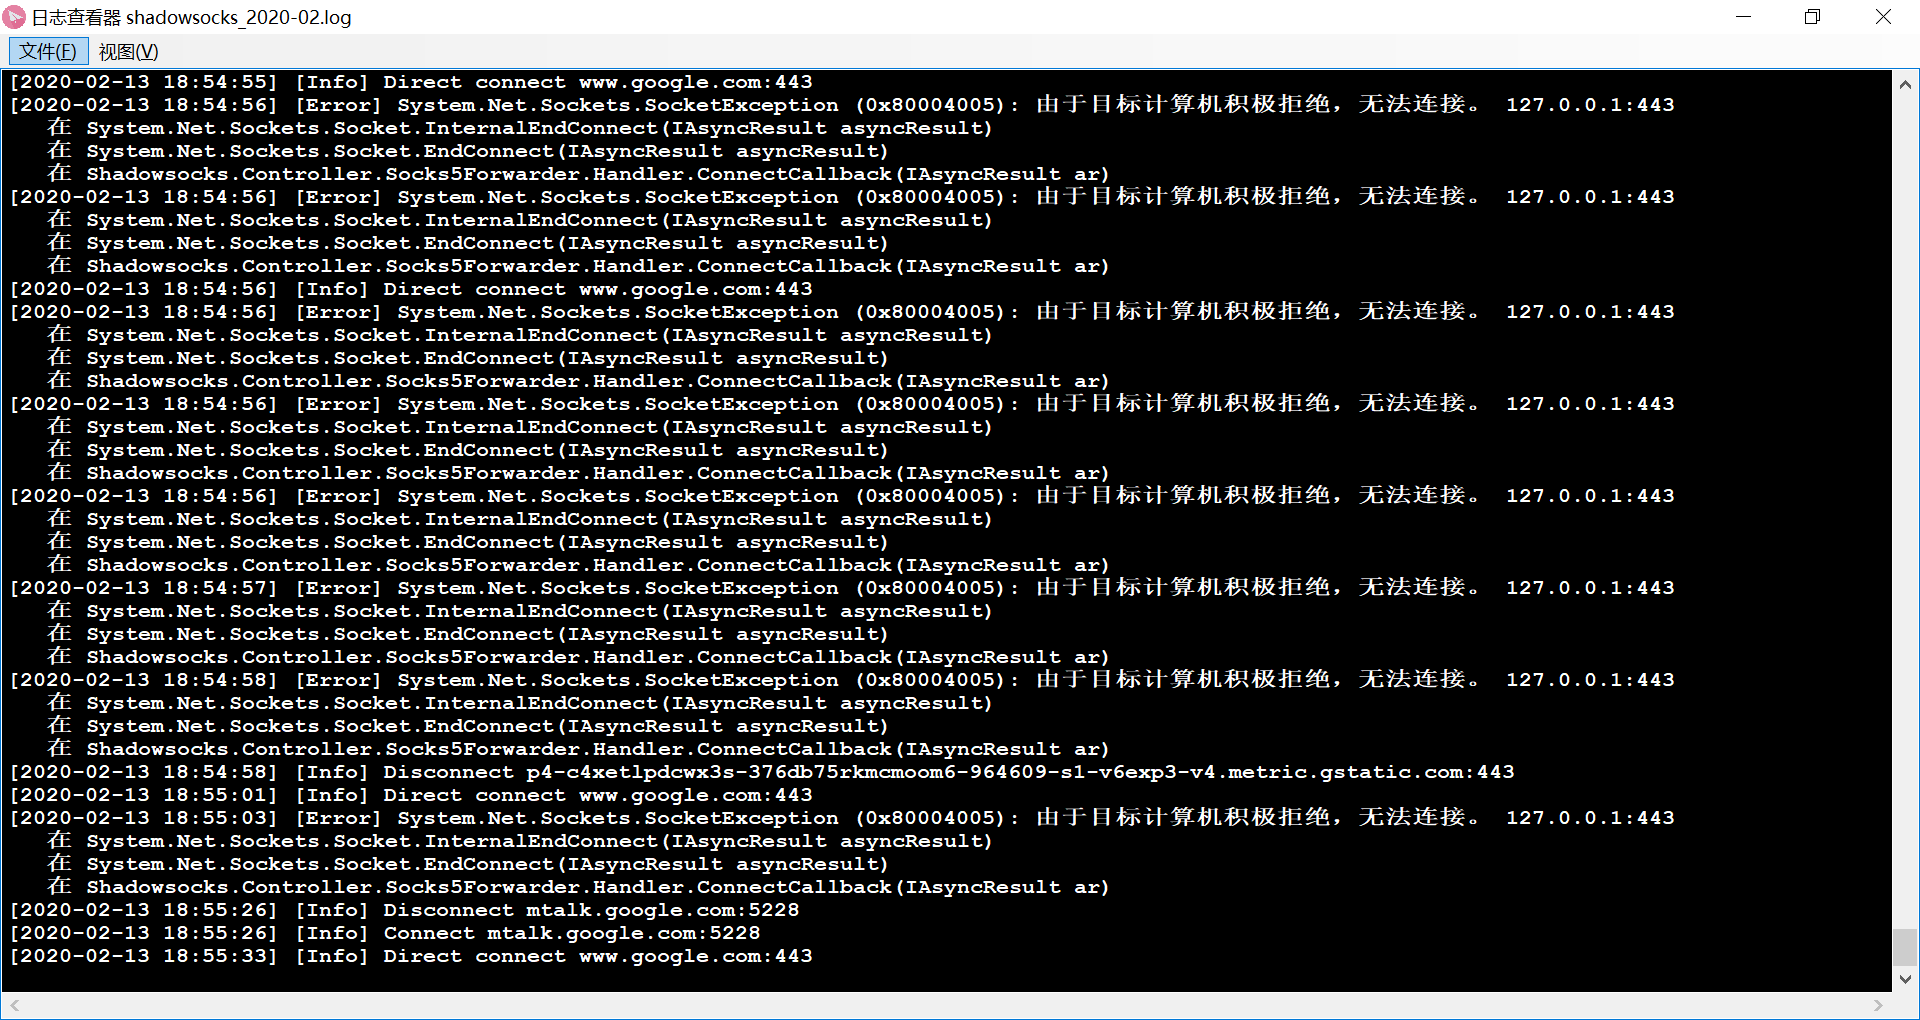 日志查看器 shadowsocks_2020-02.log
文件(F) 视图(V)
[2020-02-13 18:54:55] [Info] Direct connect www.google.com:443
[2020-02-13 18:54:56] [Error] System.Net.Sockets.SocketException (0x80004005): 由于目标计算机积极拒绝，无法连接。 127.0.0.1:443
在 System.Net.Sockets.Socket.InternalEndConnect(IAsyncResult asyncResult)
在 System.Net.Sockets.Socket.EndConnect(IAsyncResult asyncResult)
在 Shadowsocks.Controller.Socks5Forwarder.Handler.ConnectCallback(IAsyncResult ar)
[2020-02-13 18:54:56] [Error] System.Net.Sockets.SocketException (0x80004005): 由于目标计算机积极拒绝，无法连接。 127.0.0.1:443
在 System.Net.Sockets.Socket.InternalEndConnect(IAsyncResult asyncResult)
在 System.Net.Sockets.Socket.EndConnect(IAsyncResult asyncResult)
在 Shadowsocks.Controller.Socks5Forwarder.Handler.ConnectCallback(IAsyncResult ar)
[2020-02-13 18:54:56] [Info] Direct connect www.google.com:443
[2020-02-13 18:54:56] [Error] System.Net.Sockets.SocketException (0x80004005): 由于目标计算机积极拒绝，无法连接。 127.0.0.1:443
在 System.Net.Sockets.Socket.InternalEndConnect(IAsyncResult asyncResult)
在 System.Net.Sockets.Socket.EndConnect(IAsyncResult asyncResult)
在 Shadowsocks.Controller.Socks5Forwarder.Handler.ConnectCallback(IAsyncResult ar)
[2020-02-13 18:54:56] [Error] System.Net.Sockets.SocketException (0x80004005): 由于目标计算机积极拒绝，无法连接。 127.0.0.1:443
在 System.Net.Sockets.Socket.InternalEndConnect(IAsyncResult asyncResult)
在 System.Net.Sockets.Socket.EndConnect(IAsyncResult asyncResult)
在 Shadowsocks.Controller.Socks5Forwarder.Handler.ConnectCallback(IAsyncResult ar)
[2020-02-13 18:54:56] [Error] System.Net.Sockets.SocketException (0x80004005): 由于目标计算机积极拒绝，无法连接。 127.0.0.1:443
在 System.Net.Sockets.Socket.InternalEndConnect(IAsyncResult asyncResult)
在 System.Net.Sockets.Socket.EndConnect(IAsyncResult asyncResult)
在 Shadowsocks.Controller.Socks5Forwarder.Handler.ConnectCallback(IAsyncResult ar)
[2020-02-13 18:54:57] [Error] System.Net.Sockets.SocketException (0x80004005): 由于目标计算机积极拒绝，无法连接。 127.0.0.1:443
在 System.Net.Sockets.Socket.InternalEndConnect(IAsyncResult asyncResult)
在 System.Net.Sockets.Socket.EndConnect(IAsyncResult asyncResult)
在 Shadowsocks.Controller.Socks5Forwarder.Handler.ConnectCallback(IAsyncResult ar)
[2020-02-13 18:54:58] [Error] System.Net.Sockets.SocketException (0x80004005): 由于目标计算机积极拒绝，无法连接。 127.0.0.1:443
在 System.Net.Sockets.Socket.InternalEndConnect(IAsyncResult asyncResult)
在 System.Net.Sockets.Socket.EndConnect(IAsyncResult asyncResult)
在 Shadowsocks.Controller.Socks5Forwarder.Handler.ConnectCallback(IAsyncResult ar)
[2020-02-13 18:54:58] [Info] Disconnect p4-c4xetlpdcwx3s-376db75rkmcmoom6-964609-s1-v6exp3-v4.metric.gstatic.com:443
[2020-02-13 18:55:01] [Info] Direct connect www.google.com:443
[2020-02-13 18:55:03] [Error] System.Net.Sockets.SocketException (0x80004005): 由于目标计算机积极拒绝，无法连接。 127.0.0.1:443
在 System.Net.Sockets.Socket.InternalEndConnect(IAsyncResult asyncResult)
在 System.Net.Sockets.Socket.EndConnect(IAsyncResult asyncResult)
在 Shadowsocks.Controller.Socks5Forwarder.Handler.ConnectCallback(IAsyncResult ar)
[2020-02-13 18:55:26] [Info] Disconnect mtalk.google.com:5228
[2020-02-13 18:55:26] [Info] Connect mtalk.google.com:5228
[2020-02-13 18:55:33] [Info] Direct connect www.google.com:443